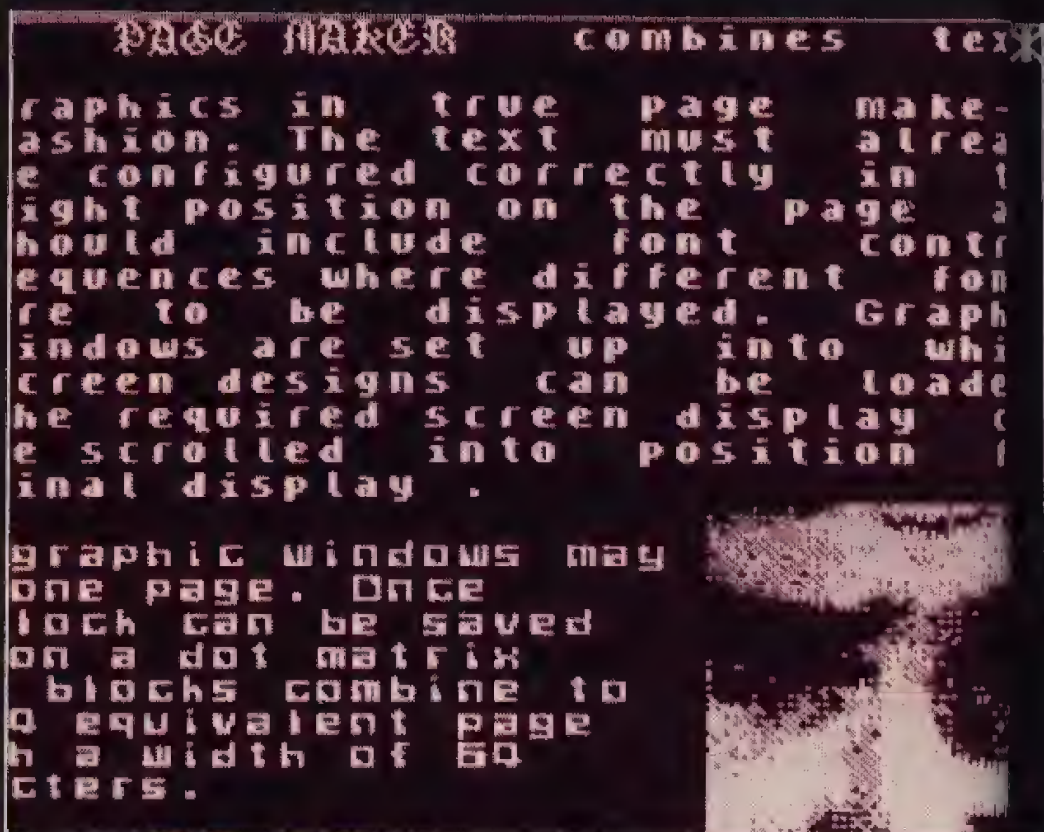 PAGE MAKER combines tex
raphics in true page make-
ashion. The text must alrea
e configured correctly in t
ight position on the page a
hould include font contr
equences where different fon
re to be displayed. Graph
indows are set up into whi
creen designs can be loade
he required screen display c
e scrolled into position f
inal display .
graphic windows may
one page. Once
lock can be saved
on a dot matrix
blocks combine to
4 equivalent page
h a width of 60
cters.